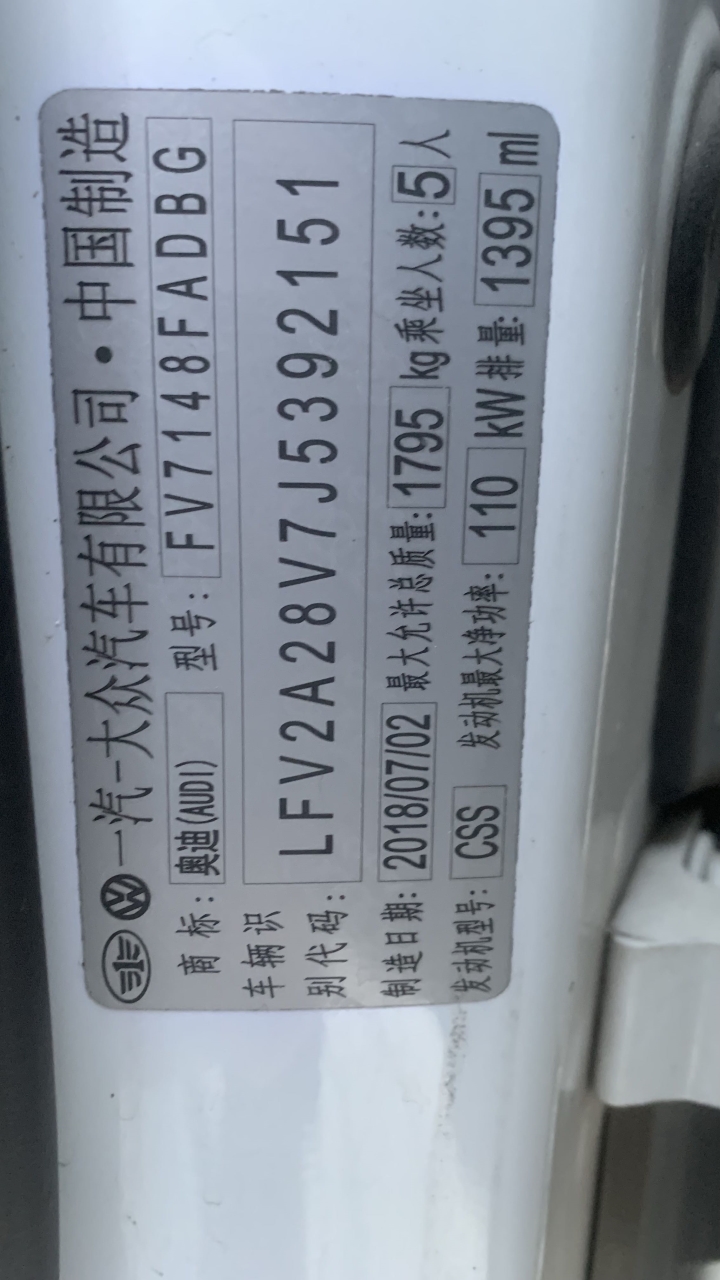 一汽-大众汽车有限公司·中国制造
商标: 奥迪(AUDI) 型号: FV7148FADBG
车辆识别代码: LFV2A28V7J5392151
制造日期: 2018/07/02 最大允许总质量: 1795 kg 乘坐人数: 5 人
发动机型号: CSS 发动机最大净功率: 110 kW 排量: 1395 ml